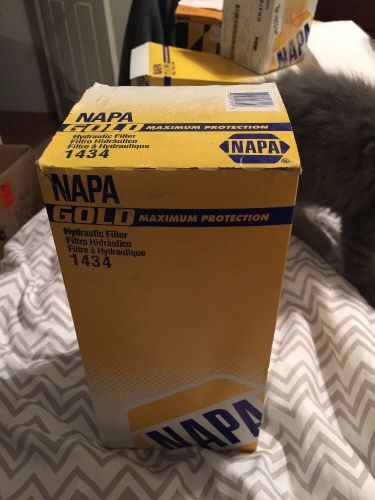 NAPA
NAPA
GOLD MAXIMUM PROTECTION
Hydraulic Filter
Filtro Hidráulico
Filtre à Hydraulique
1434
NAPA
®
NAPA
GOLD MAXIMUM PROTECTION
Hydraulic Filter
Filtro Hidráulico
Filtre à Hydraulique
1434
NAPA